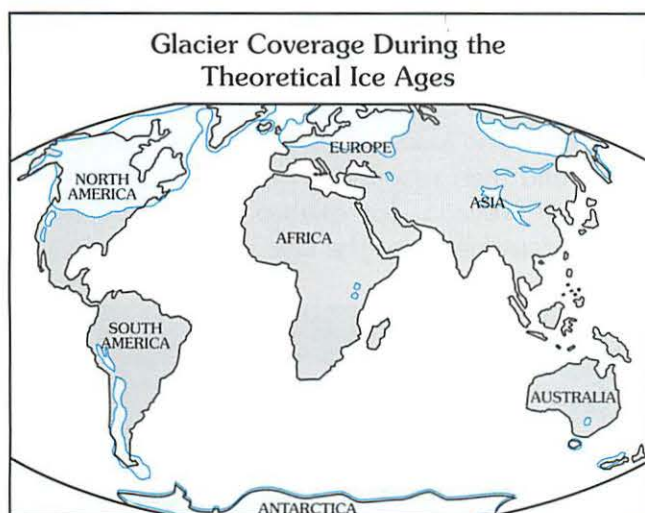 Glacier Coverage During the
Theoretical Ice Ages
EUROPE
NORTH
AMERICA
ASIA
AFRICA
SOUTH
AMERICA
AUSTRALIA
ANTARCTICA